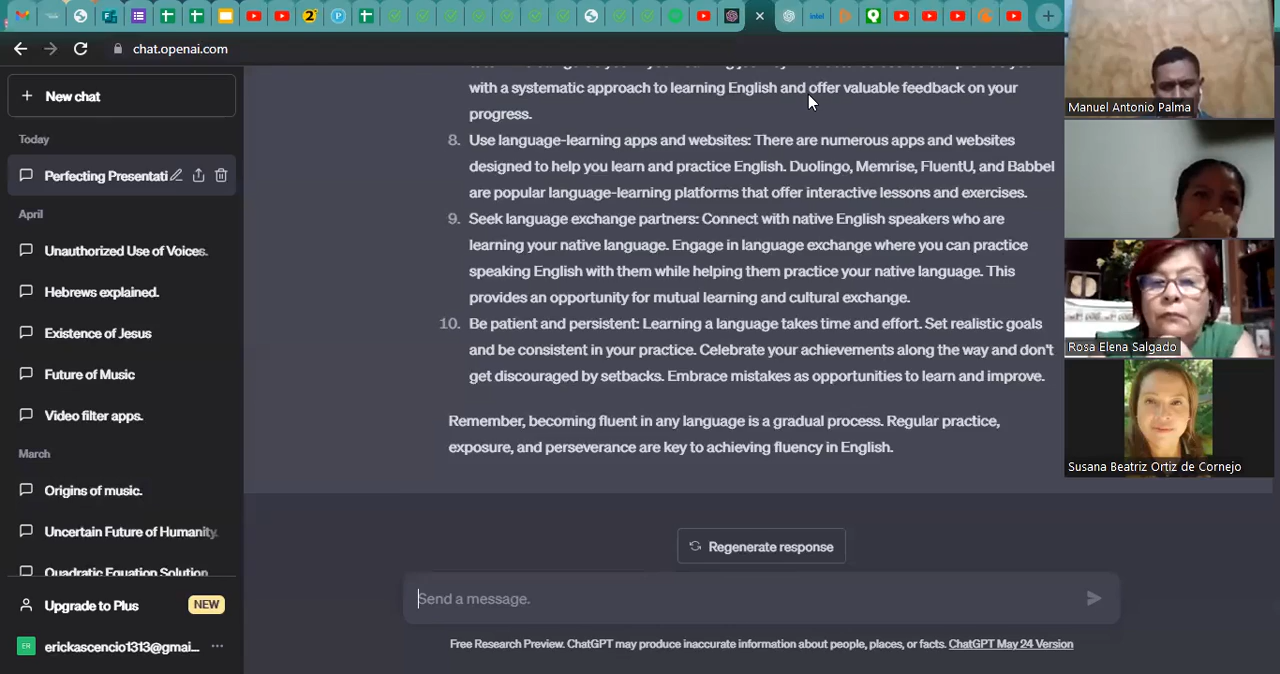 chat.openai.com
New chat
Today
Perfecting Presentati
April
Unauthorized Use of Voices.
Hebrews explained.
Existence of Jesus
Future of Music
Video filter apps.
March
Origins of music.
Uncertain Future of Humanity.
Quadratic Equation Solution
Upgrade to Plus
NEW
erickascencio1313@gmai...
with a systematic approach to learning English and offer valuable feedback on your
progress.
8. Use language-learning apps and websites: There are numerous apps and websites
designed to help you learn and practice English. Duolingo, Memrise, FluentU, and Babbel
are popular language-learning platforms that offer interactive lessons and exercises.
9. Seek language exchange partners: Connect with native English speakers who are
learning your native language. Engage in language exchange where you can practice
speaking English with them while helping them practice your native language. This
provides an opportunity for mutual learning and cultural exchange.
10. Be patient and persistent: Learning a language takes time and effort. Set realistic goals
and be consistent in your practice. Celebrate your achievements along the way and don't
get discouraged by setbacks. Embrace mistakes as opportunities to learn and improve.
Remember, becoming fluent in any language is a gradual process. Regular practice,
exposure, and perseverance are key to achieving fluency in English.
Regenerate response
Send a message.
Free Research Preview. ChatGPT may produce inaccurate information about people, places, or facts. ChatGPT May 24 Version
Manuel Antonio Palma
Rosa Elena Salgado
Susana Beatriz Ortiz de Cornejo